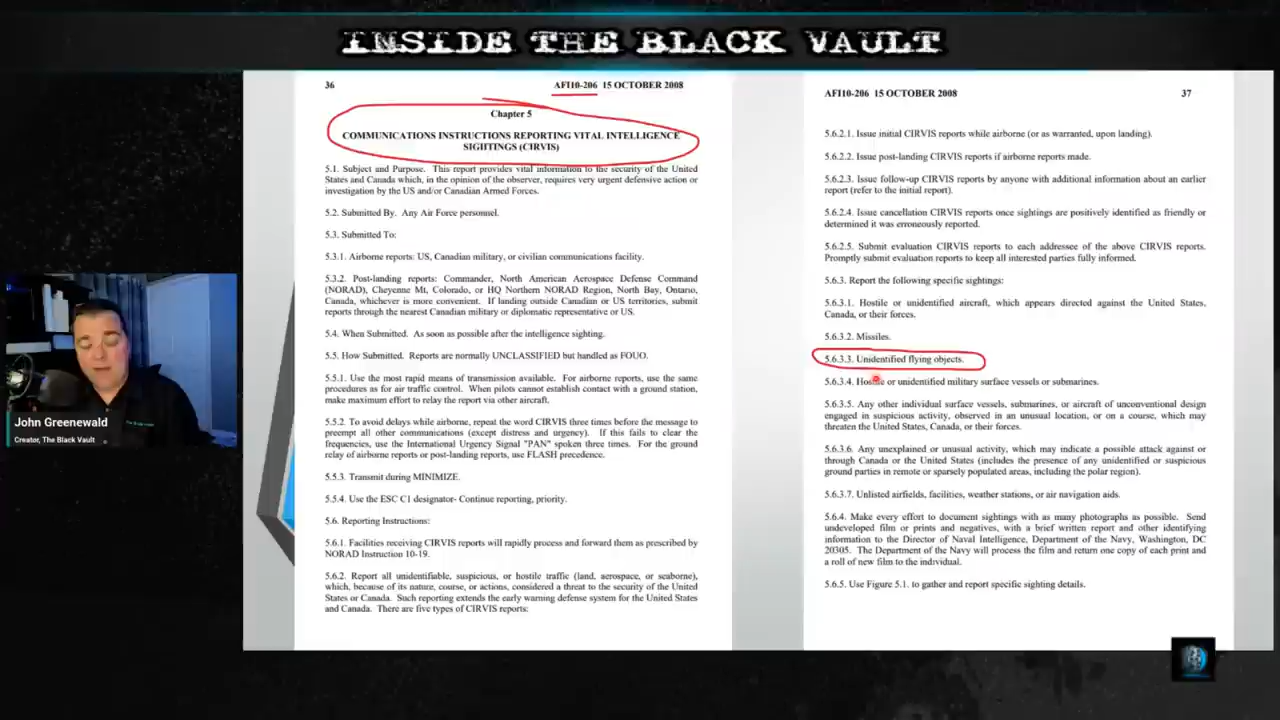 INSIDE THE BLACK VAULT
36 AFI10-206 15 OCTOBER 2008
Chapter 5
COMMUNICATIONS INSTRUCTIONS REPORTING VITAL INTELLIGENCE
SIGHTINGS (CIRVIS)
5.1. Subject and Purpose. This report provides vital information to the security of the United
States and Canada which, in the opinion of the observer, requires very urgent defensive action or
investigation by the US and/or Canadian Armed Forces.
5.2. Submitted By. Any Air Force personnel.
5.3. Submitted To:
5.3.1. Airborne reports: US, Canadian military, or civilian communications facility.
5.3.2. Post-landing reports: Commander, North American Aerospace Defense Command
(NORAD), Cheyenne Mt, Colorado, or HQ Northern NORAD Region, North Bay, Ontario,
Canada, whichever is more convenient. If landing outside Canadian or US territories, submit
reports through the nearest Canadian military or diplomatic representative or US.
5.4. When Submitted. As soon as possible after the intelligence sighting.
5.5. How Submitted. Reports are normally UNCLASSIFIED but handled as FOUO.
5.5.1. Use the most rapid means of transmission available. For airborne reports, use the same
procedures as for air traffic control. When pilots cannot establish contact with a ground station,
make maximum effort to relay the report via other aircraft.
5.5.2. To avoid delays while airborne, repeat the word CIRVIS three times before the message to
preempt all other communications (except distress and urgency). If this fails to clear the
frequencies, use the International Urgency Signal "PAN" spoken three times. For the ground
relay of airborne reports or post-landing reports, use FLASH precedence.
5.5.3. Transmit during MINIMIZE.
5.5.4. Use the ESC C1 designator- Continue reporting, priority.
5.6. Reporting Instructions:
5.6.1. Facilities receiving CIRVIS reports will rapidly process and forward them as prescribed by
NORAD Instruction 10-19.
5.6.2. Report all unidentifiable, suspicious, or hostile traffic (land, aerospace, or seaborne),
which, because of its nature, course, or actions, considered a threat to the security of the United
States or Canada. Such reporting extends the early warning defense system for the United States
and Canada. There are five types of CIRVIS reports:
AFI10-206 15 OCTOBER 2008 37
5.6.2.1. Issue initial CIRVIS reports while airborne (or as warranted, upon landing).
5.6.2.2. Issue post-landing CIRVIS reports if airborne reports made.
5.6.2.3. Issue follow-up CIRVIS reports by anyone with additional information about an earlier
report (refer to the initial report).
5.6.2.4. Issue cancellation CIRVIS reports once sightings are positively identified as friendly or
determined it was erroneously reported.
5.6.2.5. Submit evaluation CIRVIS reports to each addressee of the above CIRVIS reports.
Promptly submit evaluation reports to keep all interested parties fully informed.
5.6.3. Report the following specific sightings:
5.6.3.1. Hostile or unidentified aircraft, which appears directed against the United States,
Canada, or their forces.
5.6.3.2. Missiles.
5.6.3.3. Unidentified flying objects.
5.6.3.4. Hostile or unidentified military surface vessels or submarines.
5.6.3.5. Any other individual surface vessels, submarines, or aircraft of unconventional design
engaged in suspicious activity, observed in an unusual location, or on a course, which may
threaten the United States, Canada, or their forces.
5.6.3.6. Any unexplained or unusual activity, which may indicate a possible attack against or
through Canada or the United States (includes the presence of any unidentified or suspicious
ground parties in remote or sparsely populated areas, including the polar region).
5.6.3.7. Unlisted airfields, facilities, weather stations, or air navigation aids.
5.6.4. Make every effort to document sightings with as many photographs as possible. Send
undeveloped film or prints and negatives, with a brief written report and other identifying
information to the Director of Naval Intelligence, Department of the Navy, Washington, DC
20305. The Department of the Navy will process the film and return one copy of each print and
a roll of new film to the individual.
5.6.5. Use Figure 5.1. to gather and report specific sighting details.
John Greenewald
Creator, The Black Vault